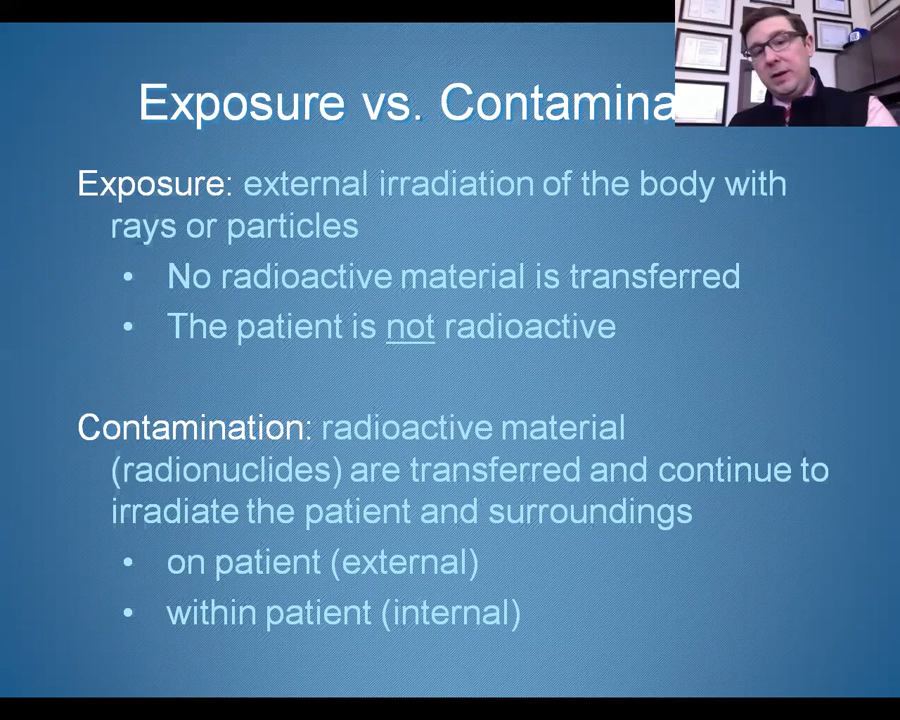 Exposure vs. Contamina
Exposure: external irradiation of the body with
rays or particles
• No radioactive material is transferred
• The patient is not radioactive
Contamination: radioactive material
(radionuclides) are transferred and continue to
irradiate the patient and surroundings
• on patient (external)
• within patient (internal)